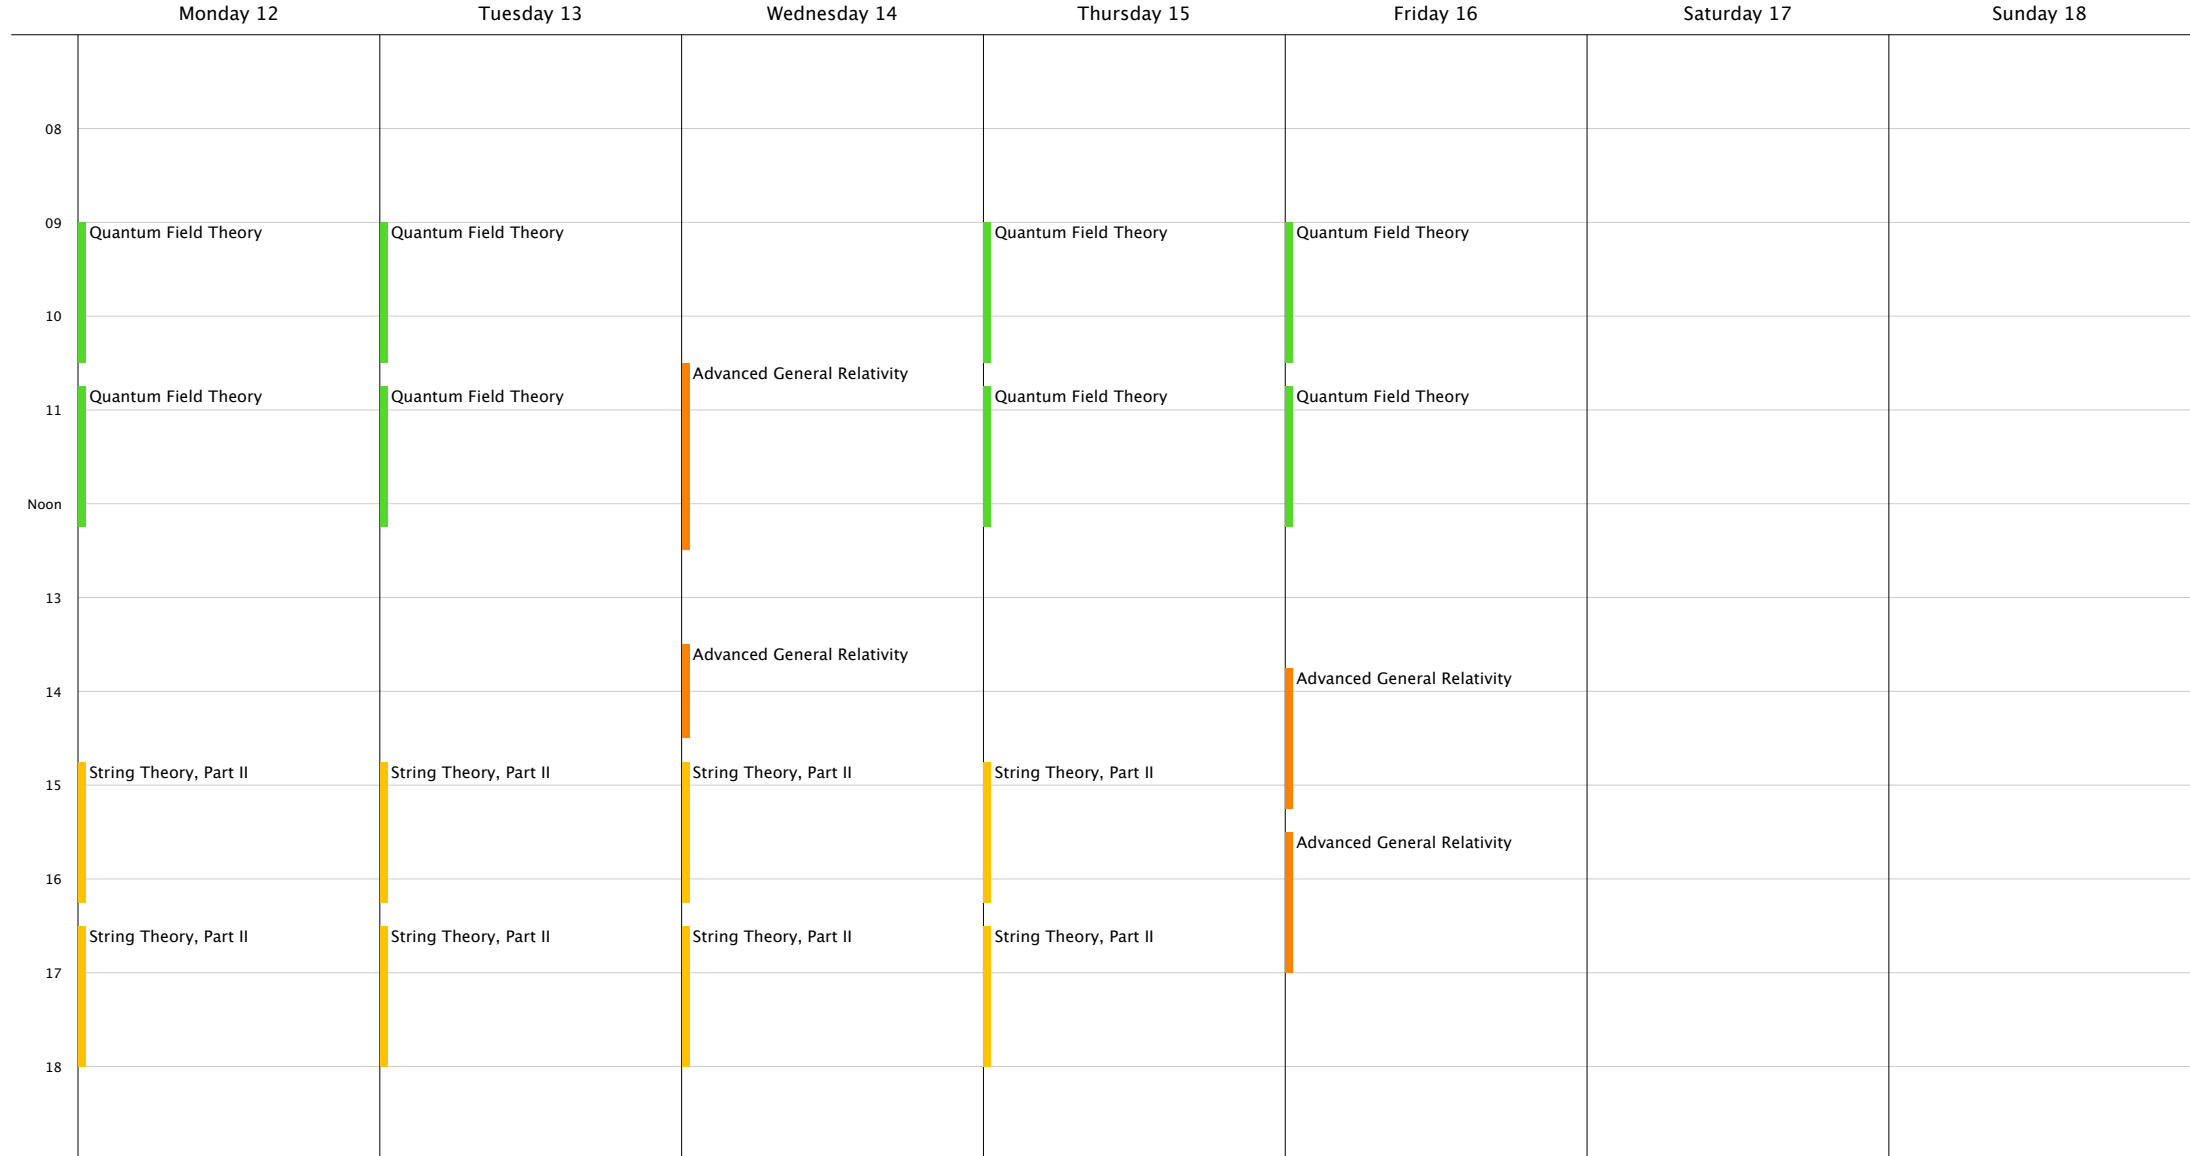 Monday 12 Tuesday 13 Wednesday 14 Thursday 15 Friday 16 Saturday 17 Sunday 18
08
09
Quantum Field Theory Quantum Field Theory Quantum Field Theory Quantum Field Theory
10
Advanced General Relativity
Quantum Field Theory Quantum Field Theory Quantum Field Theory Quantum Field Theory
11
Noon
13
Advanced General Relativity
Advanced General Relativity
14
String Theory, Part II String Theory, Part II String Theory, Part II String Theory, Part II
15
Advanced General Relativity
16
String Theory, Part II String Theory, Part II String Theory, Part II String Theory, Part II
17
18